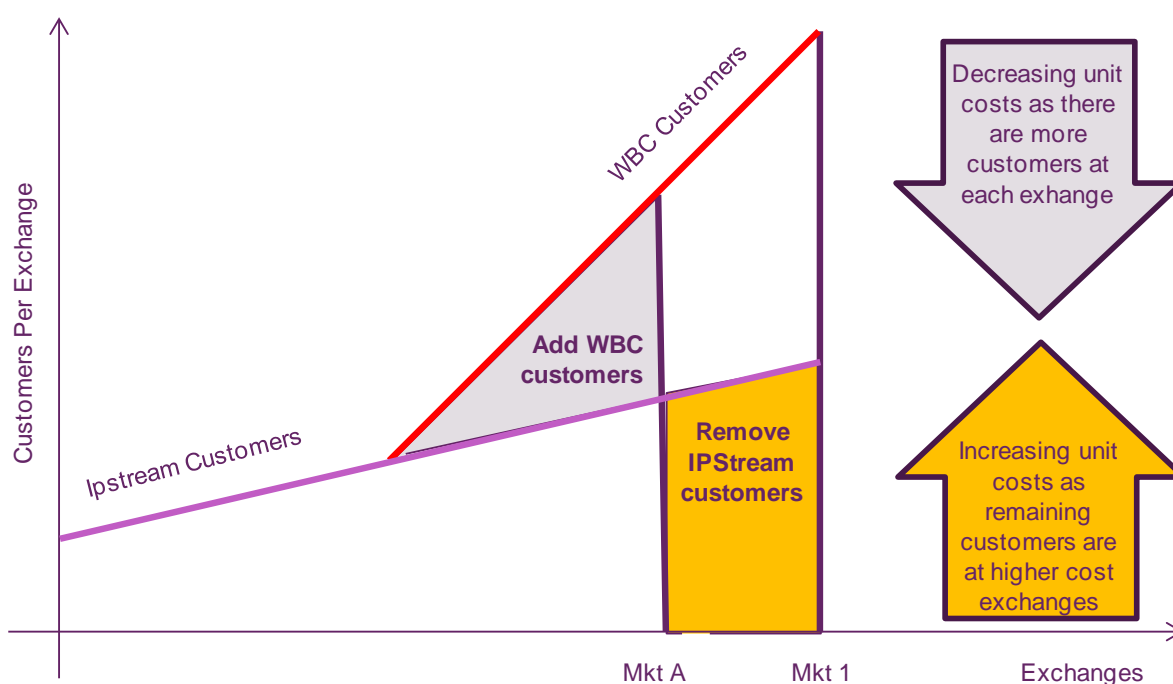 Customers Per Exchange
Ipstream Customers
WBC Customers
Add WBC
customers
Remove
IPStream
customers
Mkt A
Mkt 1
Exchanges
Decreasing unit
costs as there
are more
customers at
each exhange
Increasing unit
costs as
remaining
customers are
at higher cost
exchanges